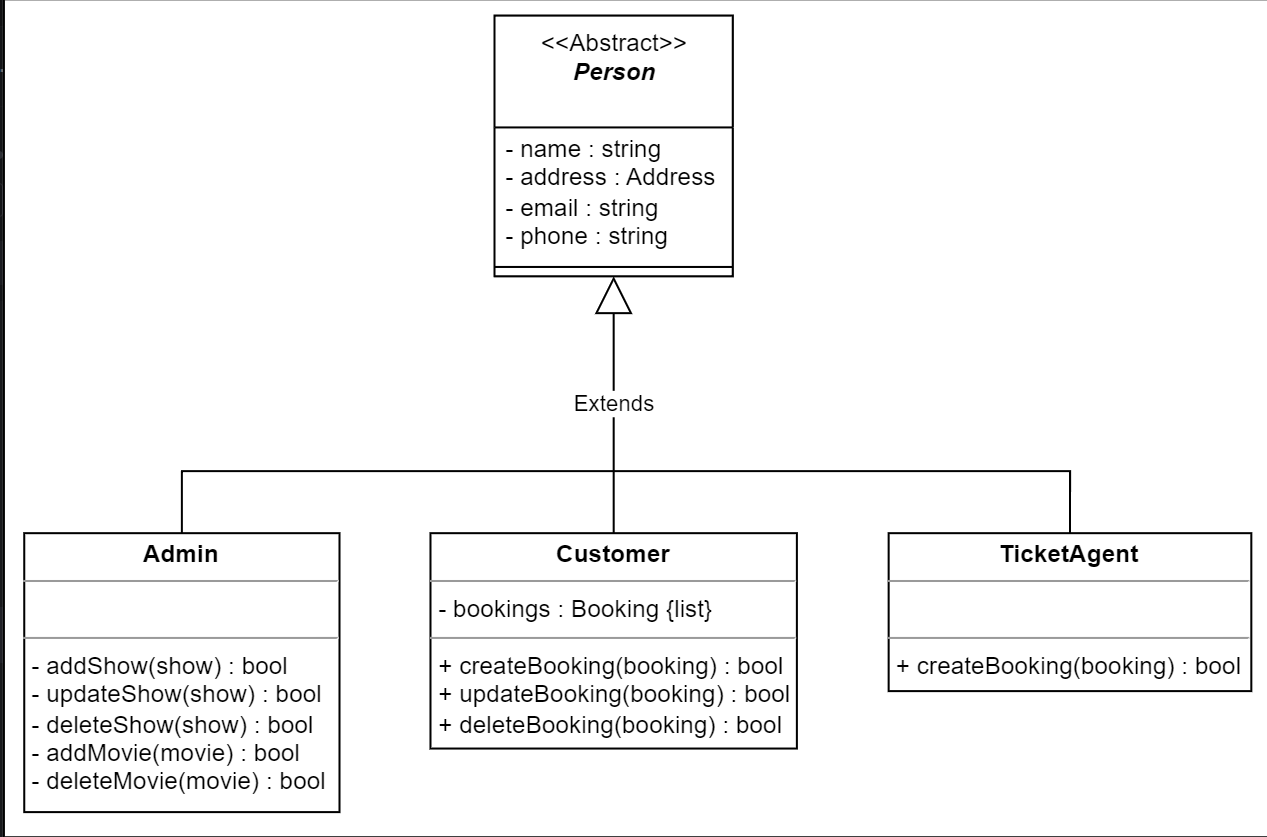 <<Abstract>>
Person
- name : string
- address : Address
- email : string
- phone : string
Extends
Admin
- addShow(show) : bool
- updateShow(show) : bool
- deleteShow(show) : bool
- addMovie(movie) : bool
- deleteMovie(movie) : bool
Customer
- bookings : Booking {list}
+ createBooking(booking) : bool
+ updateBooking(booking) : bool
+ deleteBooking(booking) : bool
TicketAgent
+ createBooking(booking) : bool